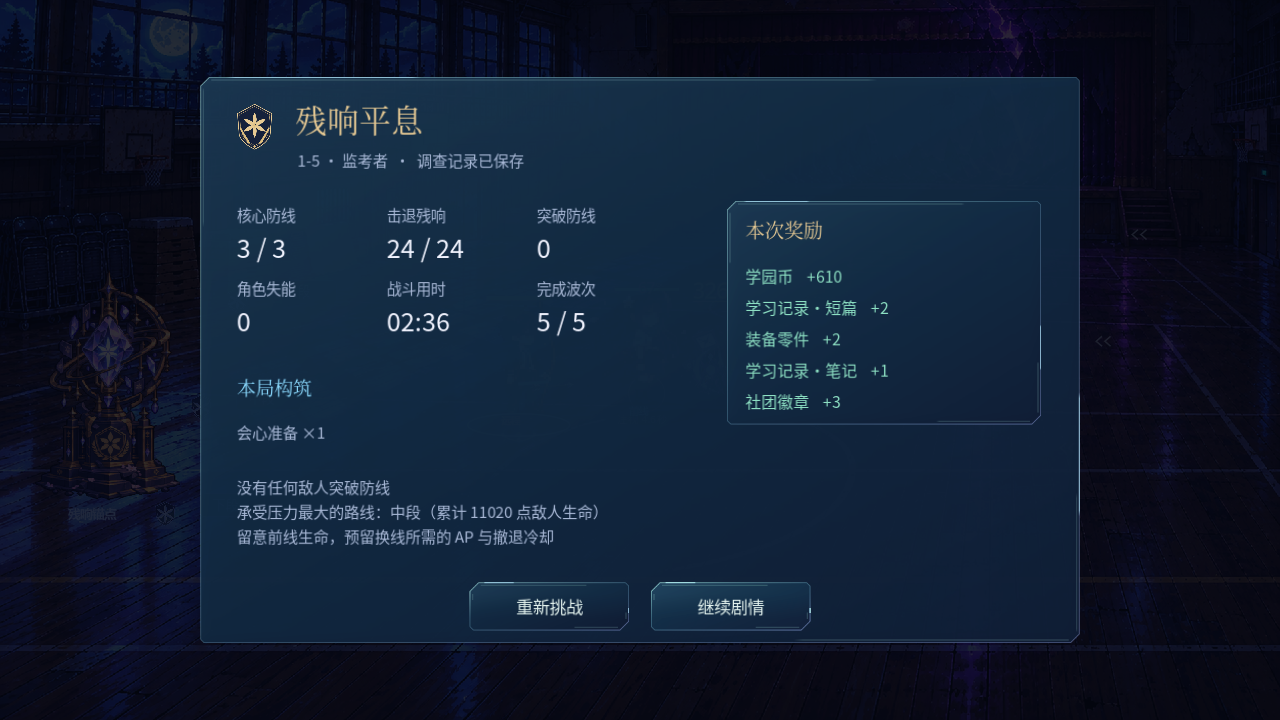 残响平息
1-5 · 监考者 · 调查记录已保存
核心防线 击退残响 突破防线
3 / 3 24 / 24 0
角色失能 战斗用时 完成波次
0 02:36 5 / 5
本局构筑
会心准备 ×1
没有任何敌人突破防线
承受压力最大的路线：中段（累计 11020 点敌人生命）
留意前线生命，预留换线所需的 AP 与撤退冷却
本次奖励
学园币 +610
学习记录·短篇 +2
装备零件 +2
学习记录·笔记 +1
社团徽章 +3
重新挑战 继续剧情